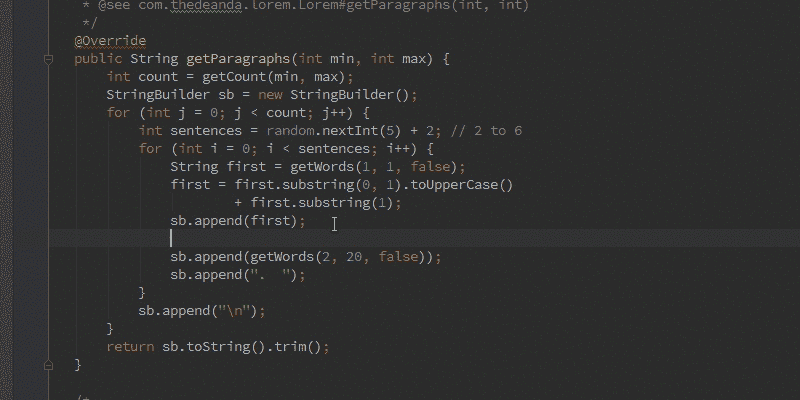 * @see com.thedeanda.lorem.Lorem#getParagraphs(int, int)
*/
@Override
public String getParagraphs(int min, int max) {
int count = getCount(min, max);
StringBuilder sb = new StringBuilder();
for (int j = 0; j < count; j++) {
int sentences = random.nextInt(5) + 2; // 2 to 6
for (int i = 0; i < sentences; i++) {
String first = getWords(1, 1, false);
first = first.substring(0, 1).toUpperCase()
+ first.substring(1);
sb.append(first);
sb.append(getWords(2, 20, false));
sb.append(".  ");
}
sb.append("\n");
}
return sb.toString().trim();
}